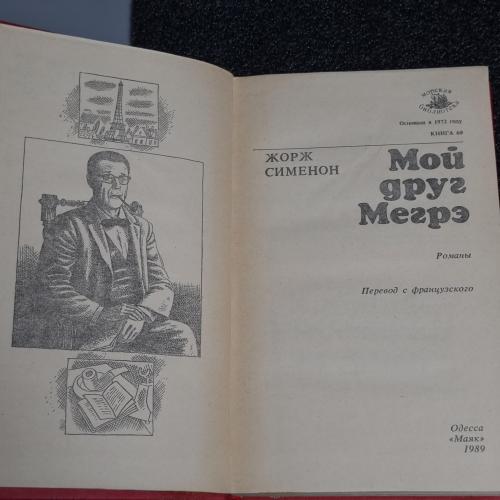 МОРСКАЯ
БИБЛИОТЕКА
Основана в 1973 году
КНИГА 60
ЖОРЖ
СИМЕНОН
Мой
друг
Мегрэ
Романы
Перевод с французского
Одесса
«Маяк»
1989